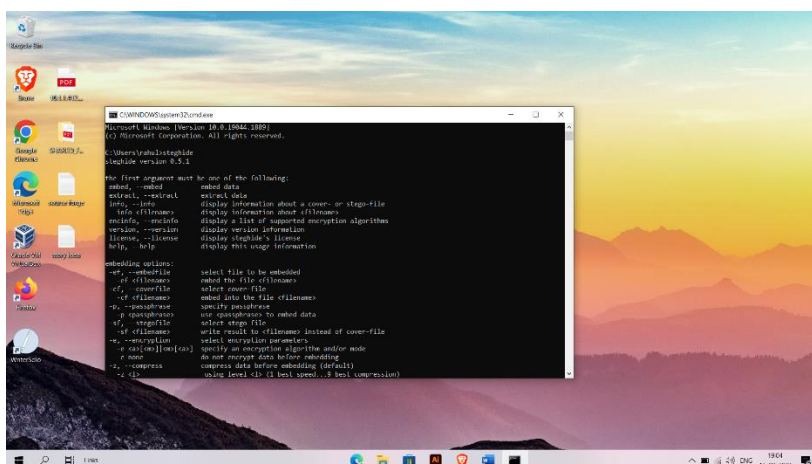 Recycle Bin
Brave
Google
Chrome
Microsoft
Edge
source forge
Oracle VM
VirtualBox
Firefox
WriterSolo
PDF
C:\WINDOWS\system32\cmd.exe
Microsoft Windows [Version 10.0.19044.1889]
(c) Microsoft Corporation. All rights reserved.
C:\Users\rahul>steghide
steghide version 0.5.1
the first argument must be one of the following:
embed, --embed embed data
extract, --extract extract data
info, --info display information about a cover- or stego-file
info <filename> display information about <filename>
encinfo, --encinfo display a list of supported encryption algorithms
version, --version display version information
license, --license display steghide's license
help, --help display this usage information
embedding options:
-ef, --embedfile select file to be embedded
-ef <filename> embed the file <filename>
-cf, --coverfile select cover-file
-cf <filename> embed into the file <filename>
-p, --passphrase specify passphrase
-p <passphrase> use <passphrase> to embed data
-sf, --stegofile select stego file
-sf <filename> write result to <filename> instead of cover-file
-e, --encryption select encryption parameters
-e <a>[<m>]|<m>[<a>] specify an encryption algorithm and/or mode
-e none do not encrypt data before embedding
-z, --compress compress data before embedding (default)
-z <l> using level <l> (1 best speed...9 best compression)
Links
Ai
ENG
19:04